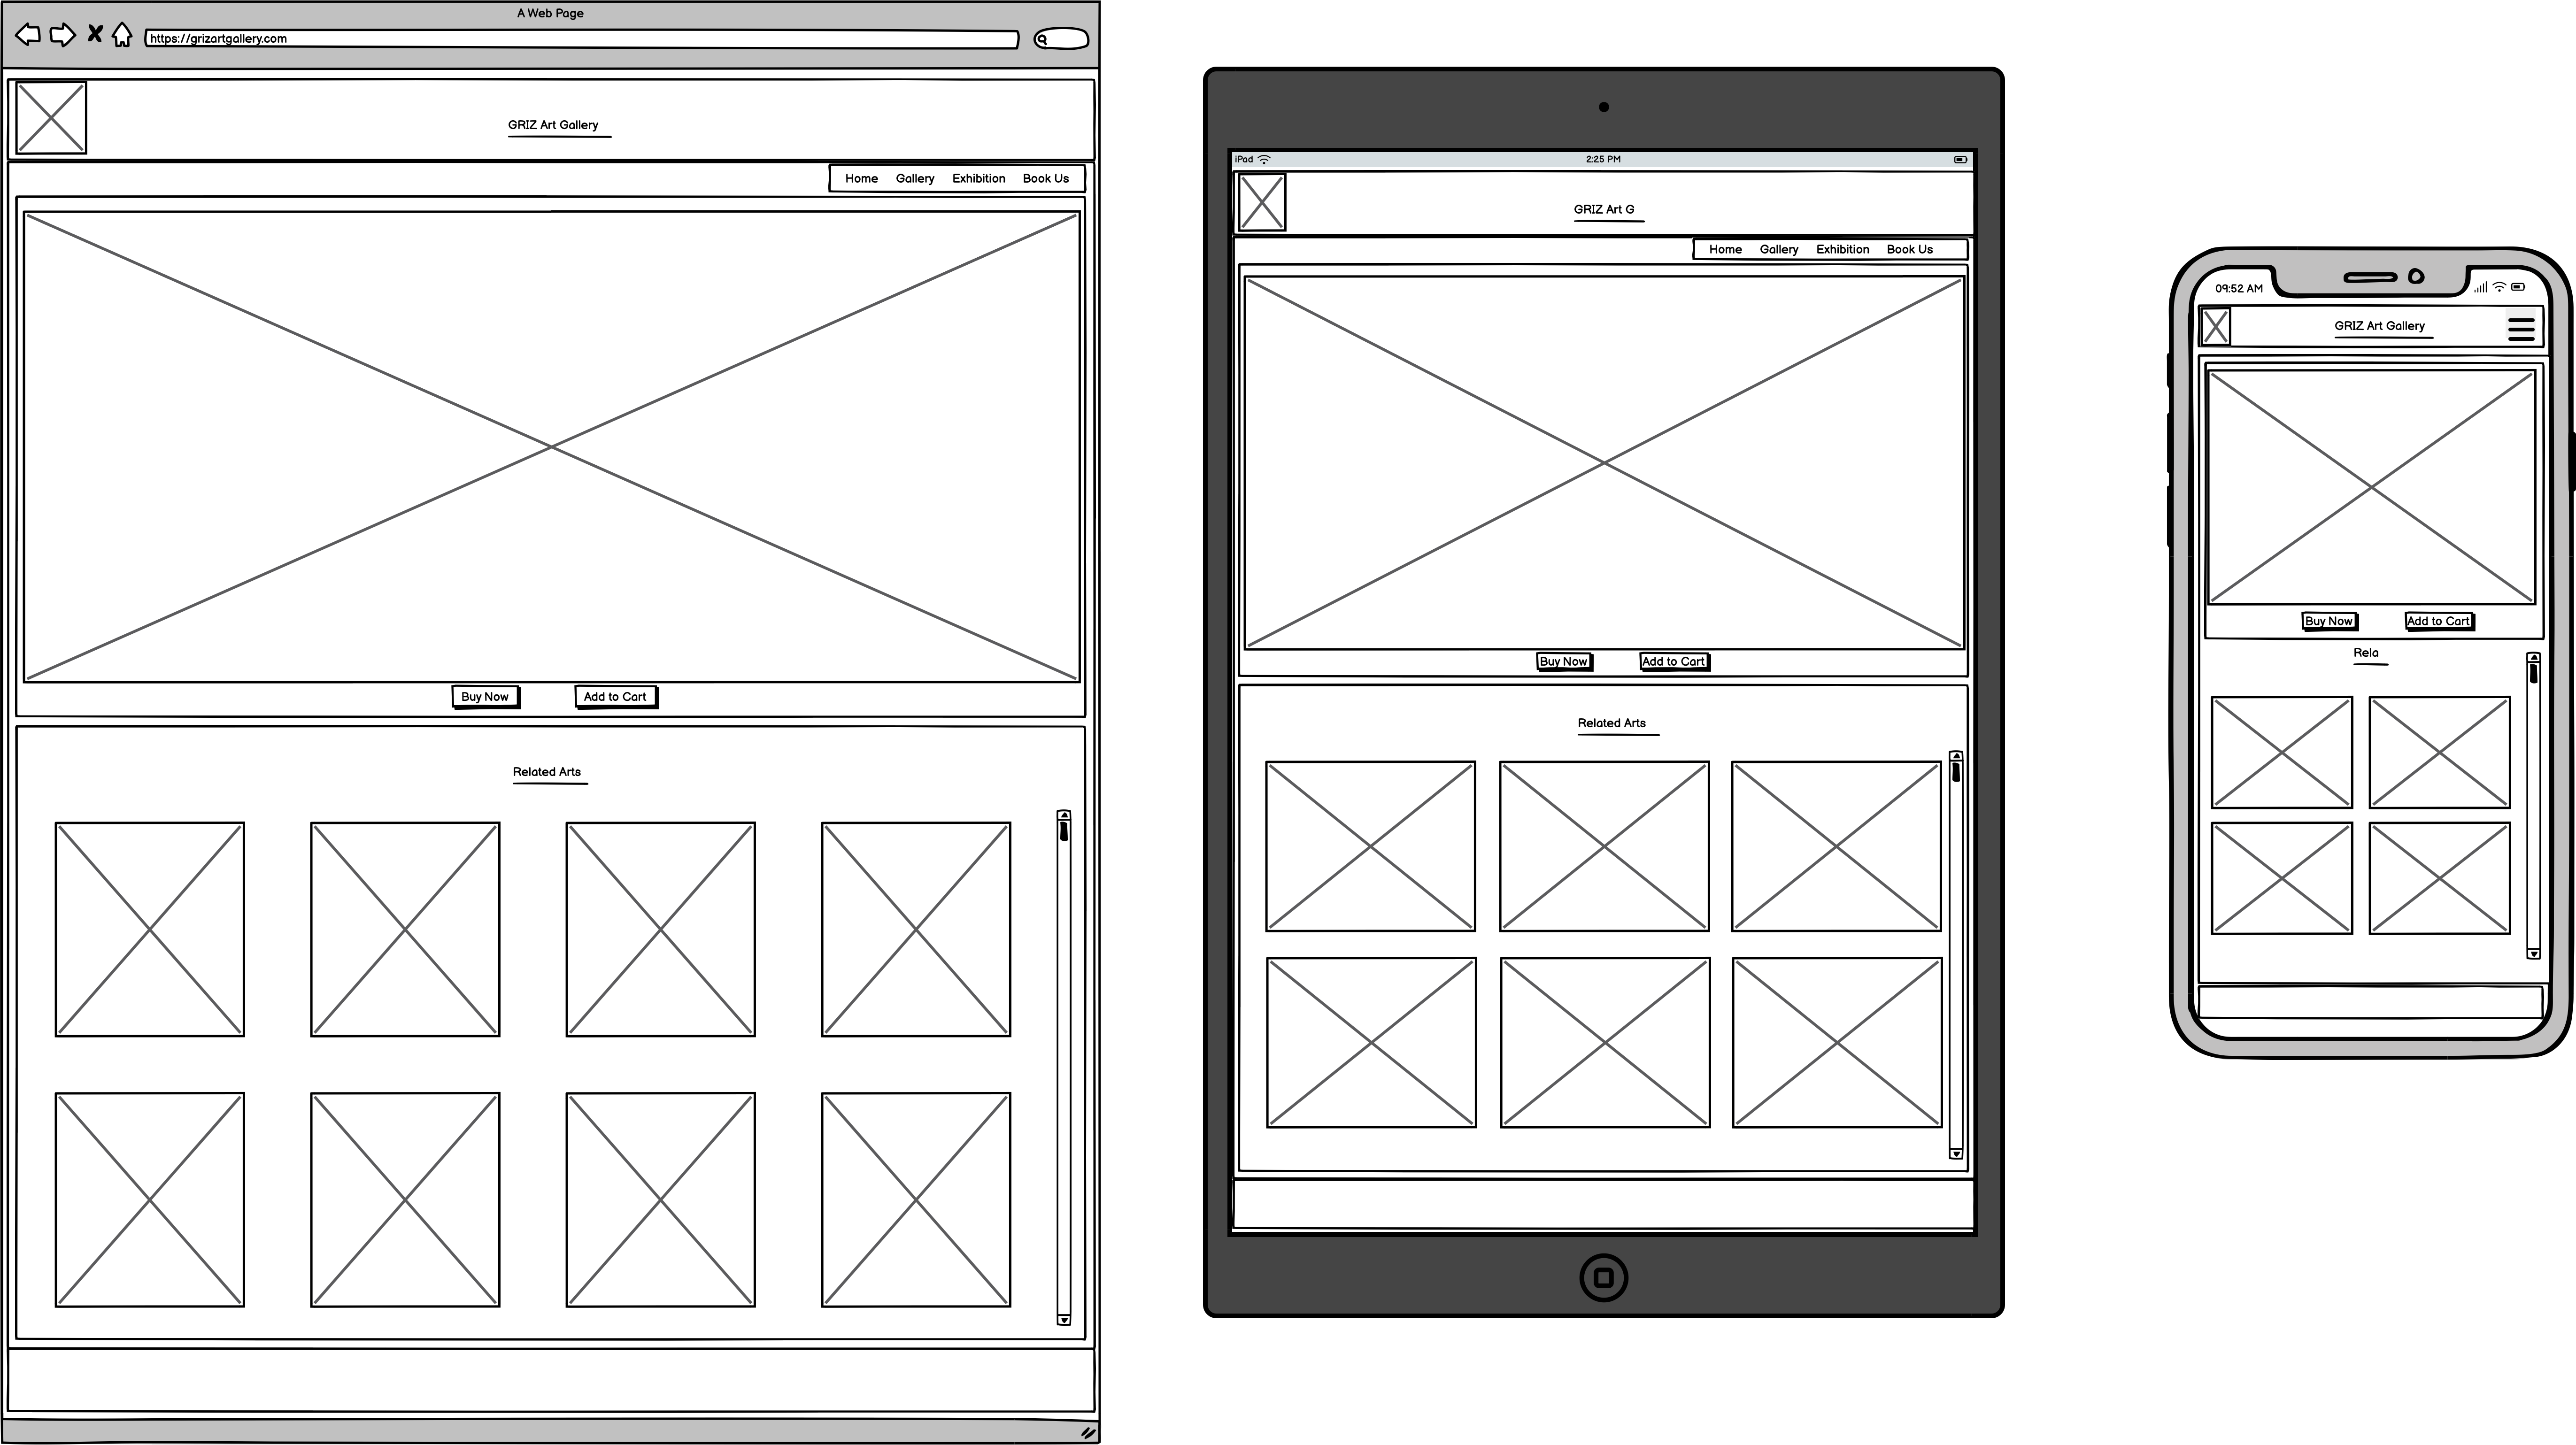 A Web Page
https://grizartgallery.com
GRIZ Art Gallery
Home Gallery Exhibition Book Us
Buy Now Add to Cart
Related Arts
iPad 2:25 PM
GRIZ Art G
Home Gallery Exhibition Book Us
Buy Now Add to Cart
Related Arts
09:52 AM
GRIZ Art Gallery
Buy Now Add to Cart
Rela